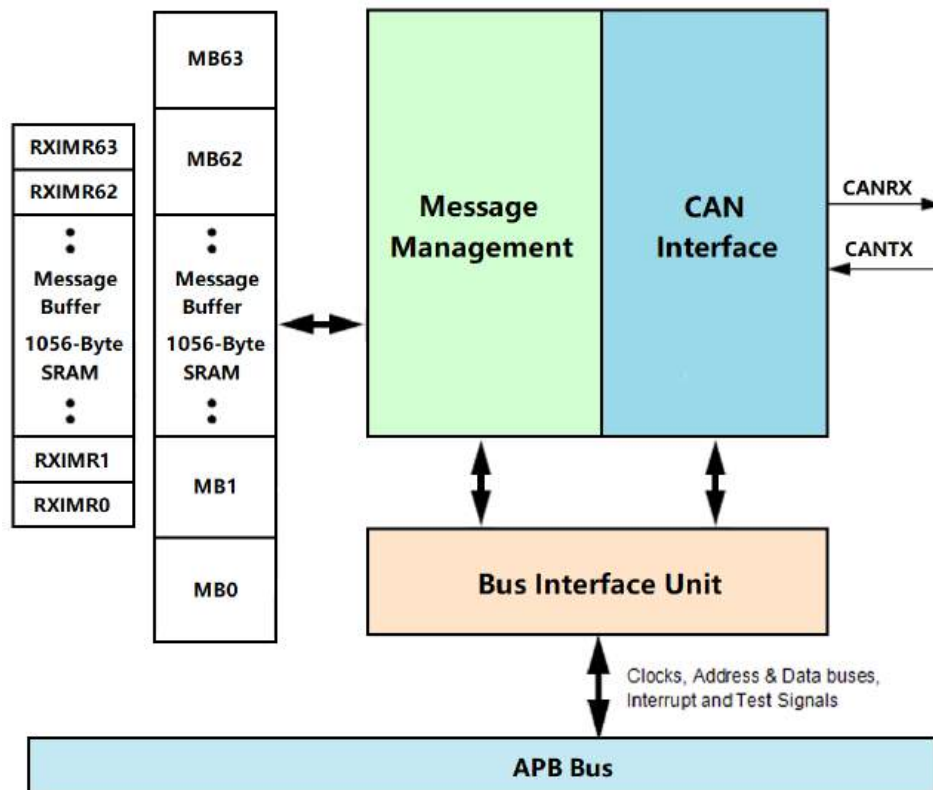 RXIMR63
RXIMR62
Message
Buffer
1056-Byte
SRAM
RXIMR1
RXIMR0
MB63
MB62
Message
Buffer
1056-Byte
SRAM
MB1
MB0
Message
Management
CAN
Interface
CANRX
CANTX
Bus Interface Unit
Clocks, Address & Data buses,
Interrupt and Test Signals
APB Bus